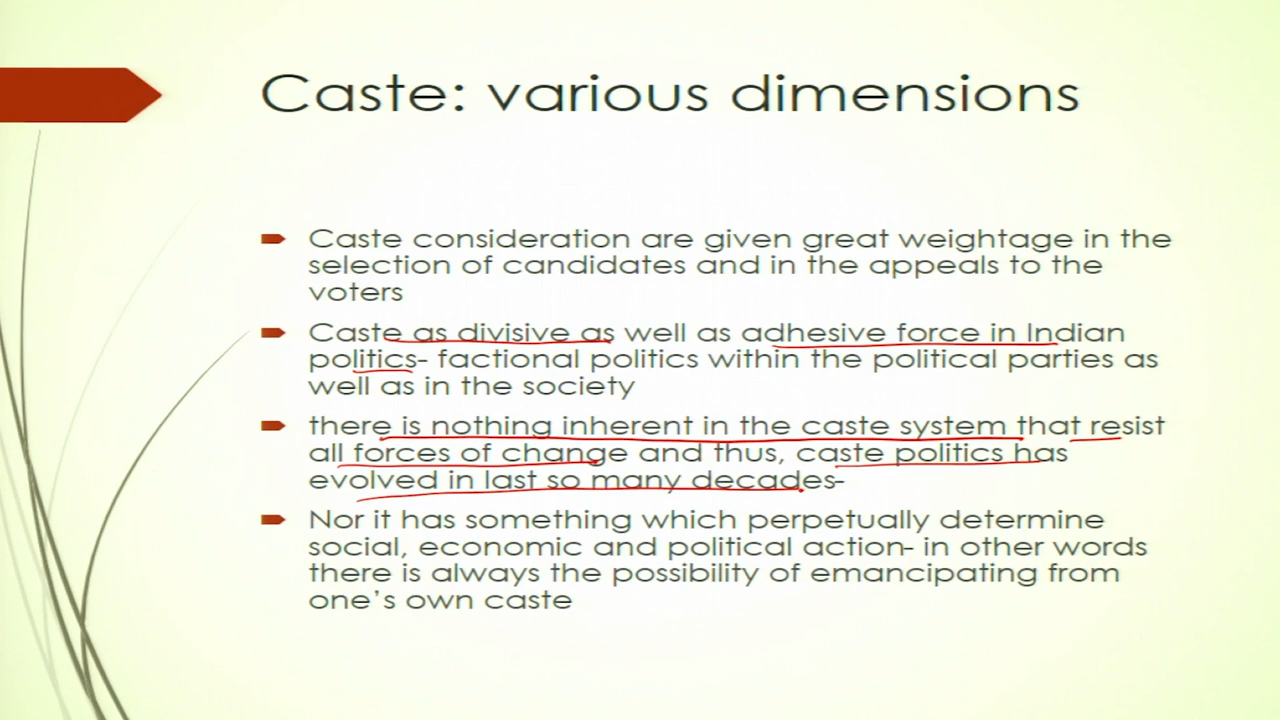 Caste: various dimensions
Caste consideration are given great weightage in the
selection of candidates and in the appeals to the
voters
Caste as divisive as well as adhesive force in Indian
politics- factional politics within the political parties as
well as in the society
there is nothing inherent in the caste system that resist
all forces of change and thus, caste politics has
evolved in last so many decades-
Nor it has something which perpetually determine
social, economic and political action- in other words
there is always the possibility of emancipating from
one's own caste